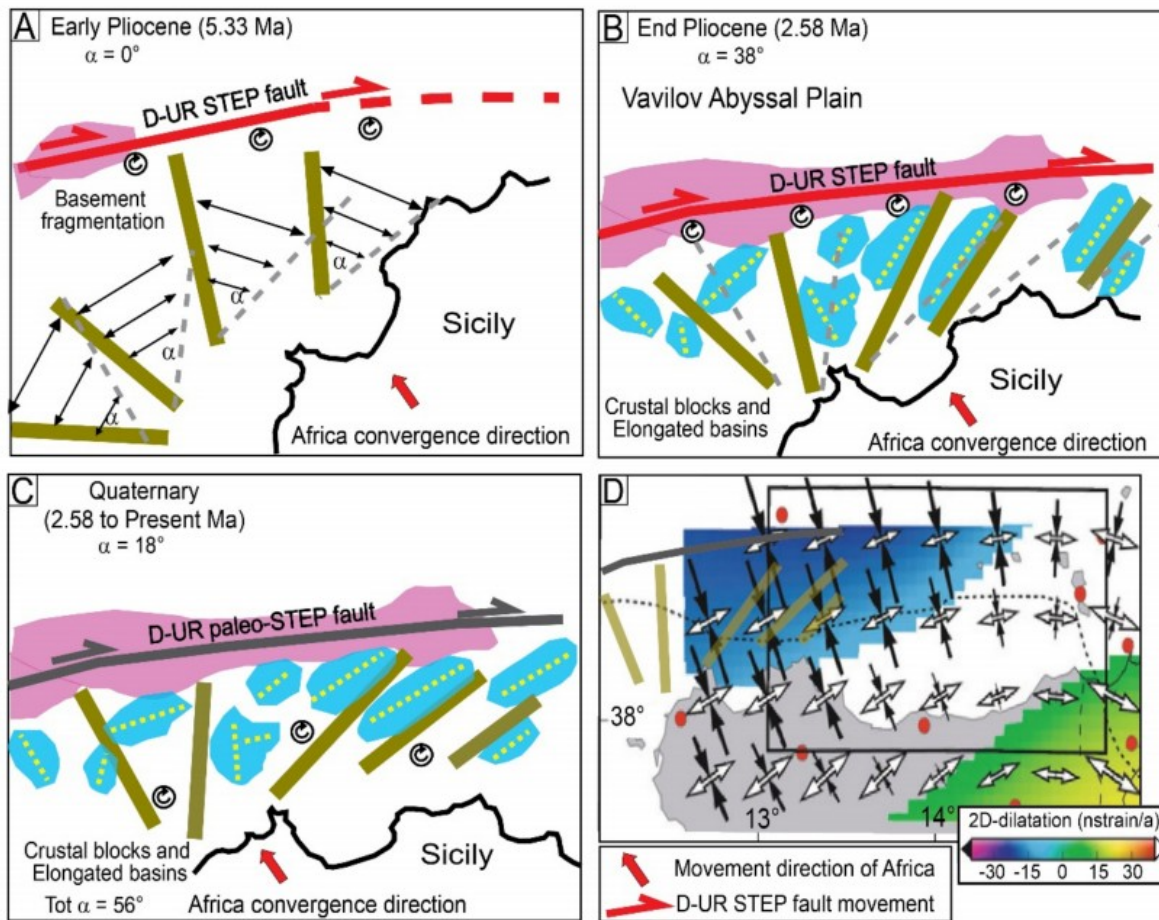 A
Early Pliocene (5.33 Ma)
α = 0°
D-UR STEP fault
Basement
fragmentation
α
α
α
α
Sicily
Africa convergence direction
B
End Pliocene (2.58 Ma)
α = 38°
Vavilov Abyssal Plain
D-UR STEP fault
Sicily
Crustal blocks and
Elongated basins
Africa convergence direction
C
Quaternary
(2.58 to Present Ma)
α = 18°
D-UR paleo-STEP fault
Crustal blocks and
Elongated basins
Sicily
Tot α = 56°
Africa convergence direction
D
38°
13°
14°
2D-dilatation (nstrain/a)
-30 -15 0 15 30
Movement direction of Africa
D-UR STEP fault movement